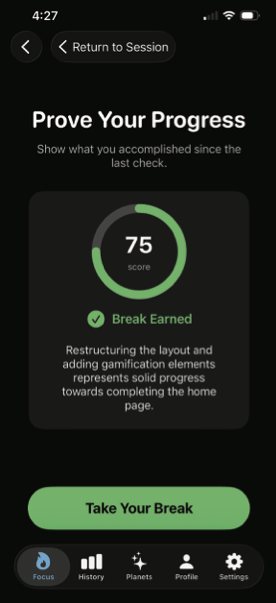 4:27
Return to Session
Prove Your Progress
Show what you accomplished since the
last check.
75
score
Break Earned
Restructuring the layout and
adding gamification elements
represents solid progress
towards completing the home
page.
Take Your Break
Focus
History
Planets
Profile
Settings